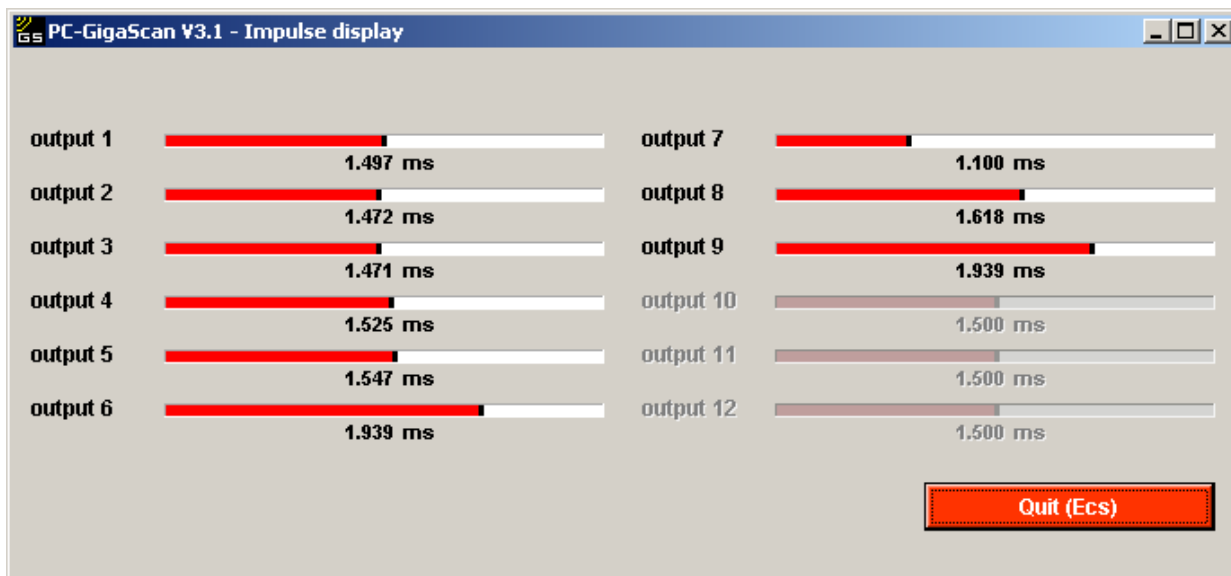 GS PC-GigaScan V3.1 - Impulse display
output 1
1.497 ms
output 2
1.472 ms
output 3
1.471 ms
output 4
1.525 ms
output 5
1.547 ms
output 6
1.939 ms
output 7
1.100 ms
output 8
1.618 ms
output 9
1.939 ms
output 10
1.500 ms
output 11
1.500 ms
output 12
1.500 ms
Quit (Ecs)